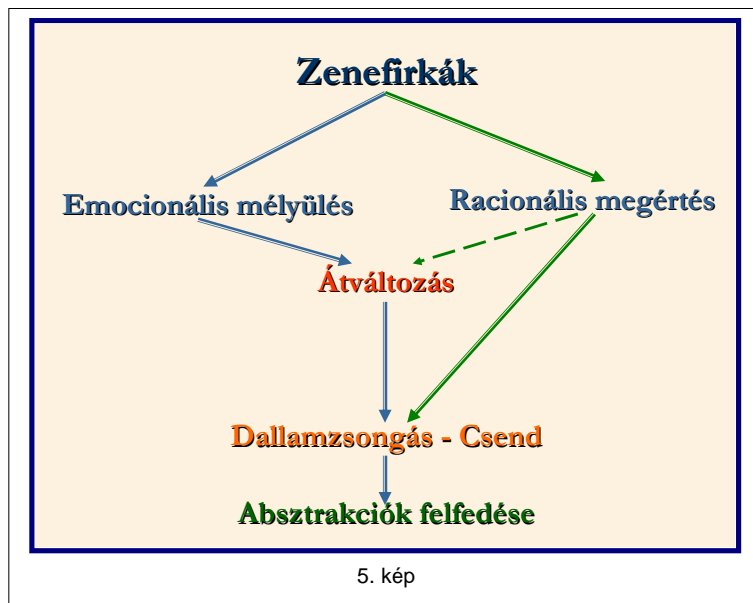 Zenefirkák
Emocionális mélyülés
Racionális megértés
Átváltozás
Dallamzsongás - Csend
Absztrakciók felfedése
5. kép